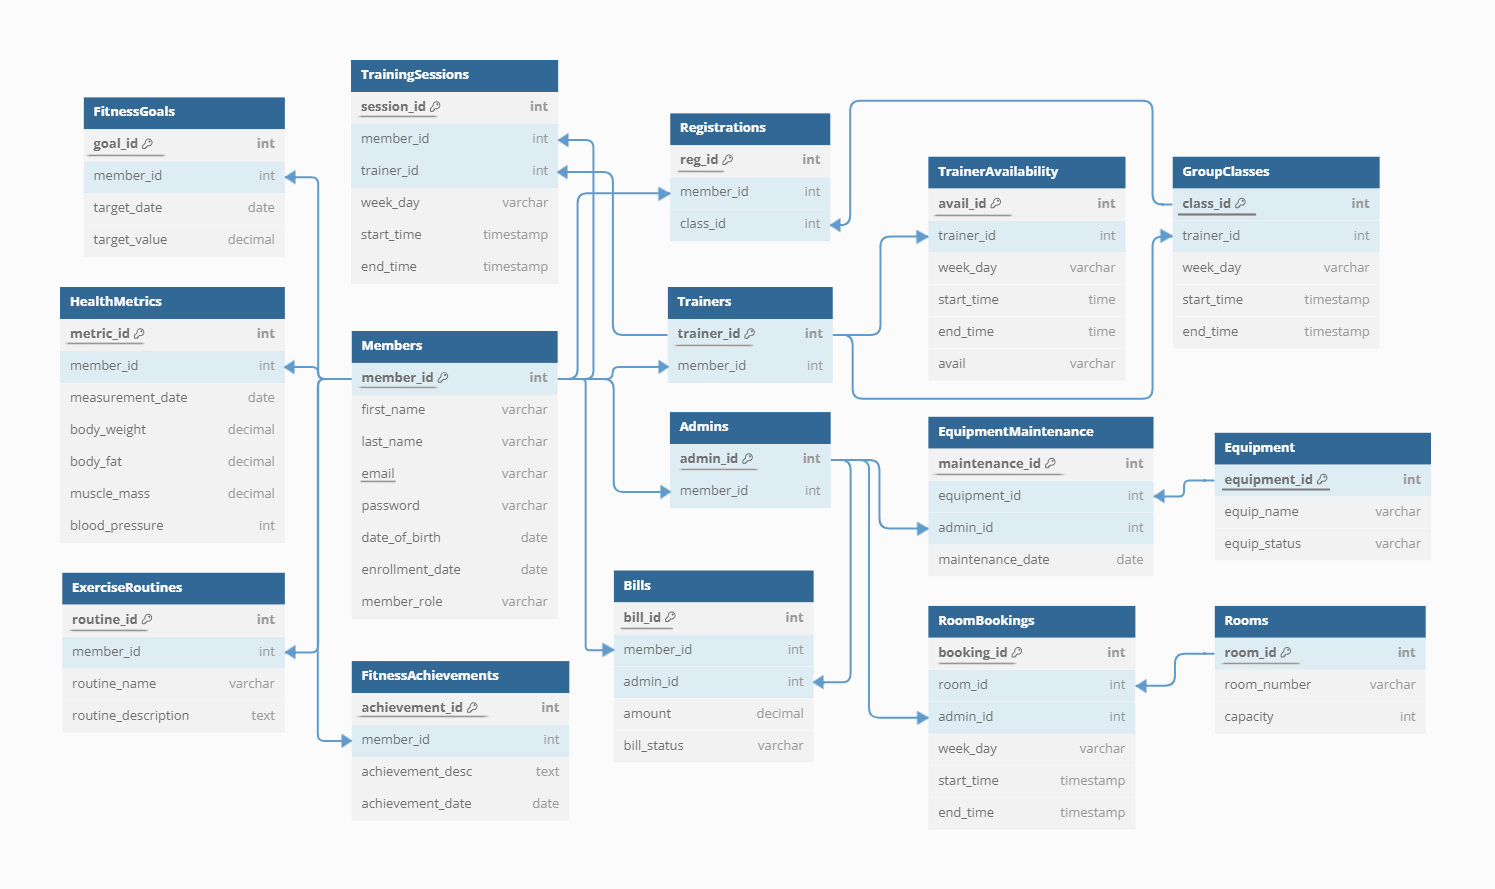 TrainingSessions
session_id int
member_id int
trainer_id int
week_day varchar
start_time timestamp
end_time timestamp
FitnessGoals
goal_id int
member_id int
target_date date
target_value decimal
Registrations
reg_id int
member_id int
class_id int
TrainerAvailability
avail_id int
trainer_id int
week_day varchar
start_time time
end_time time
avail varchar
GroupClasses
class_id int
trainer_id int
week_day varchar
start_time timestamp
end_time timestamp
HealthMetrics
metric_id int
member_id int
measurement_date date
body_weight decimal
body_fat decimal
muscle_mass decimal
blood_pressure int
Members
member_id int
first_name varchar
last_name varchar
email varchar
password varchar
date_of_birth date
enrollment_date date
member_role varchar
Trainers
trainer_id int
member_id int
Admins
admin_id int
member_id int
EquipmentMaintenance
maintenance_id int
equipment_id int
admin_id int
maintenance_date date
Equipment
equipment_id int
equip_name varchar
equip_status varchar
ExerciseRoutines
routine_id int
member_id int
routine_name varchar
routine_description text
FitnessAchievements
achievement_id int
member_id int
achievement_desc text
achievement_date date
Bills
bill_id int
member_id int
admin_id int
amount decimal
bill_status varchar
RoomBookings
booking_id int
room_id int
admin_id int
week_day varchar
start_time timestamp
end_time timestamp
Rooms
room_id int
room_number varchar
capacity int